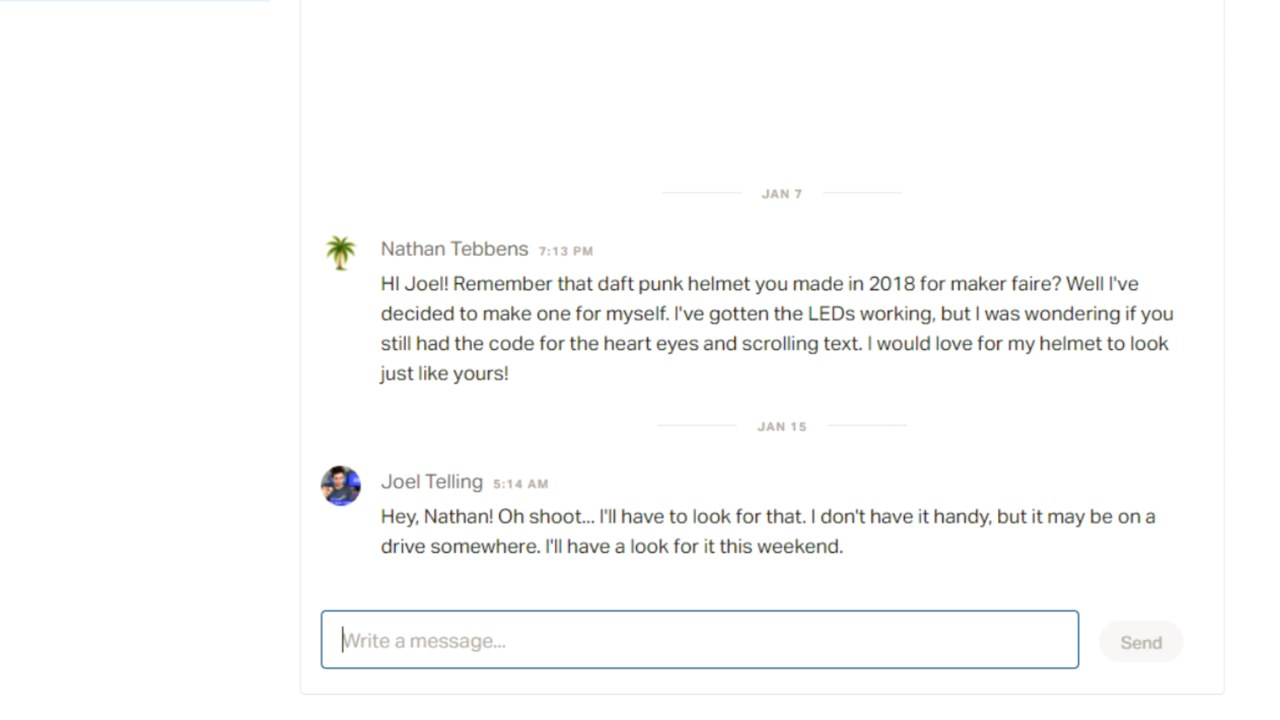 JAN 7
Nathan Tebbens 7:13 PM
HI Joel! Remember that daft punk helmet you made in 2018 for maker faire? Well I've
decided to make one for myself. I've gotten the LEDs working, but I was wondering if you
still had the code for the heart eyes and scrolling text. I would love for my helmet to look
just like yours!
JAN 15
Joel Telling 5:14 AM
Hey, Nathan! Oh shoot... I'll have to look for that. I don't have it handy, but it may be on a
drive somewhere. I'll have a look for it this weekend.
Write a message...
Send